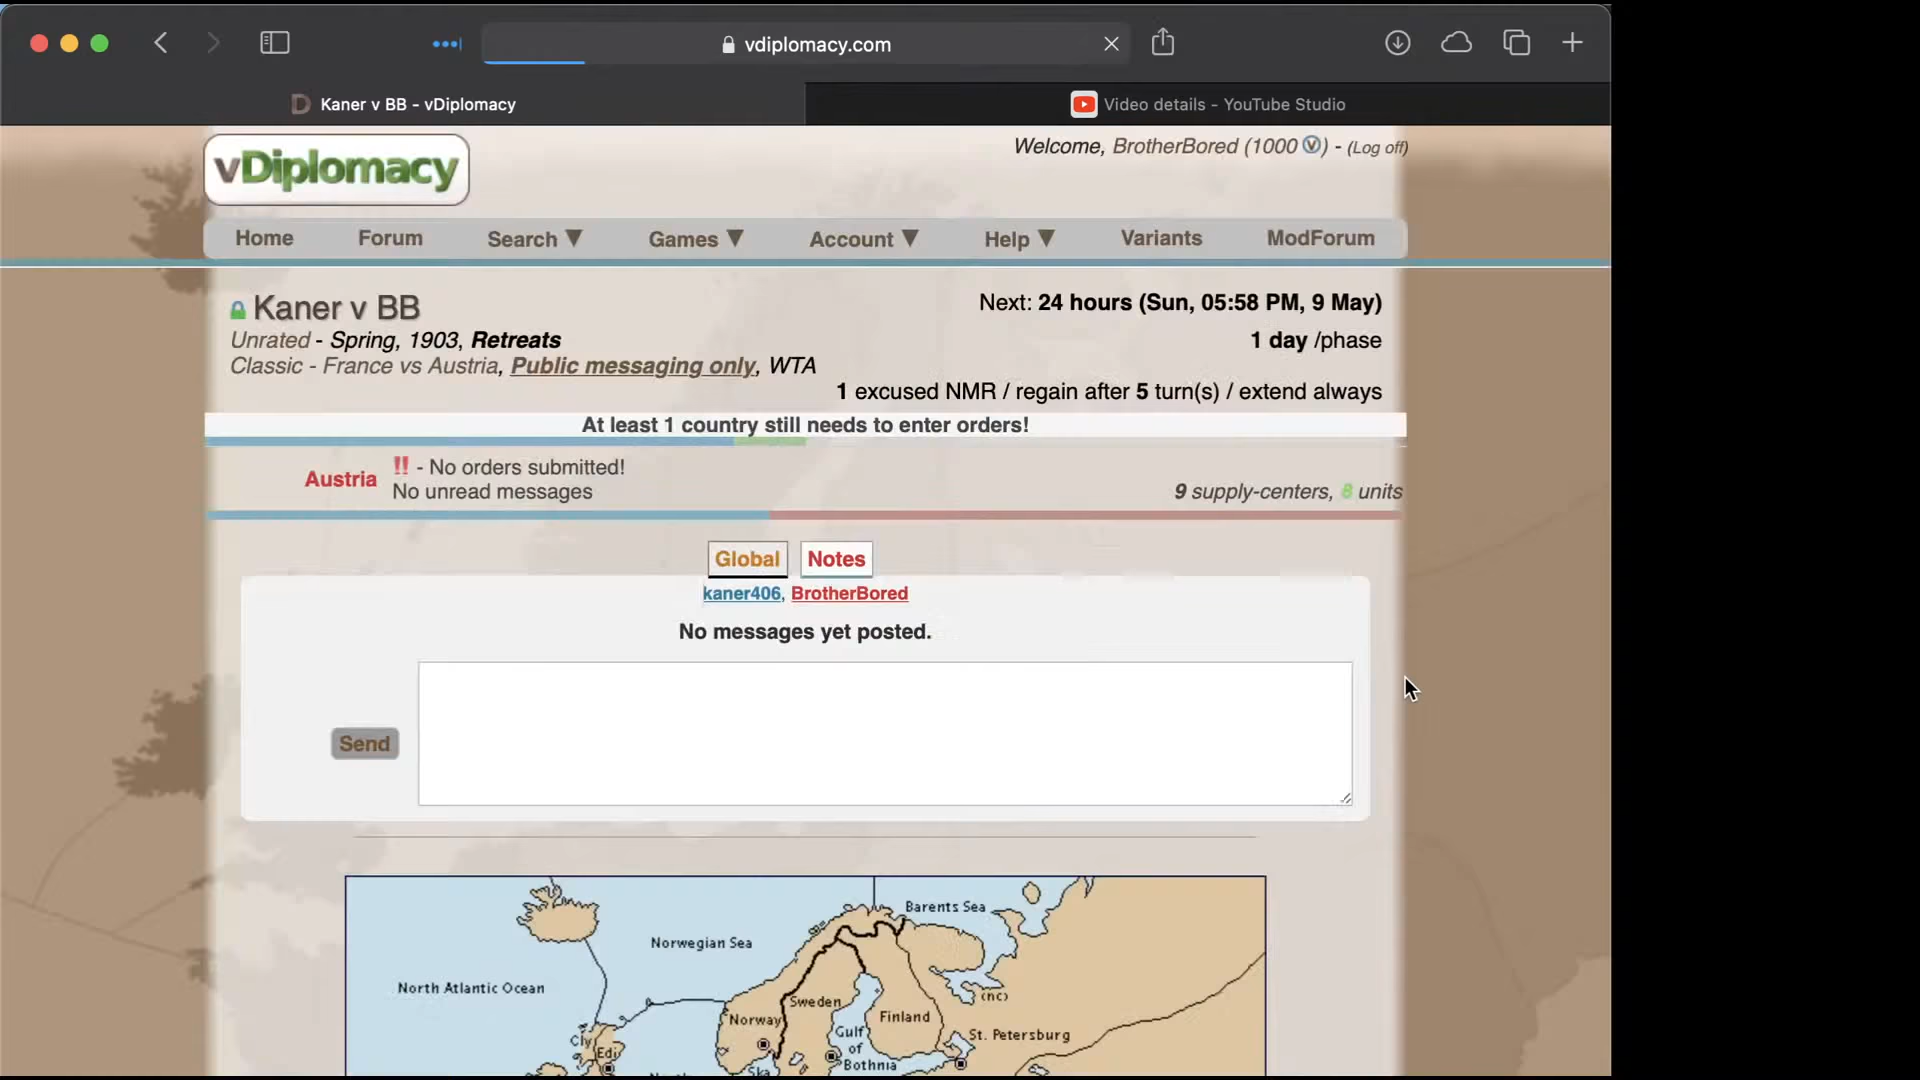 vdiplomacy.com
Kaner v BB - vDiplomacy
Video details - YouTube Studio
vDiplomacy
Welcome, BrotherBored (1000 V) - (Log off)
Home Forum Search ▼ Games ▼ Account ▼ Help ▼ Variants ModForum
Kaner v BB
Next: 24 hours (Sun, 05:58 PM, 9 May)
Unrated - Spring, 1903, Retreats
1 day /phase
Classic - France vs Austria, Public messaging only, WTA
1 excused NMR / regain after 5 turn(s) / extend always
At least 1 country still needs to enter orders!
Austria
!! - No orders submitted!
No unread messages
9 supply-centers, 8 units
Global Notes
kaner406, BrotherBored
No messages yet posted.
Send
Barents Sea
Norwegian Sea
North Atlantic Ocean
(nc)
Sweden
Finland
Norway
St. Petersburg
Gulf
of
Bothnia
Cly
Edi
Ska